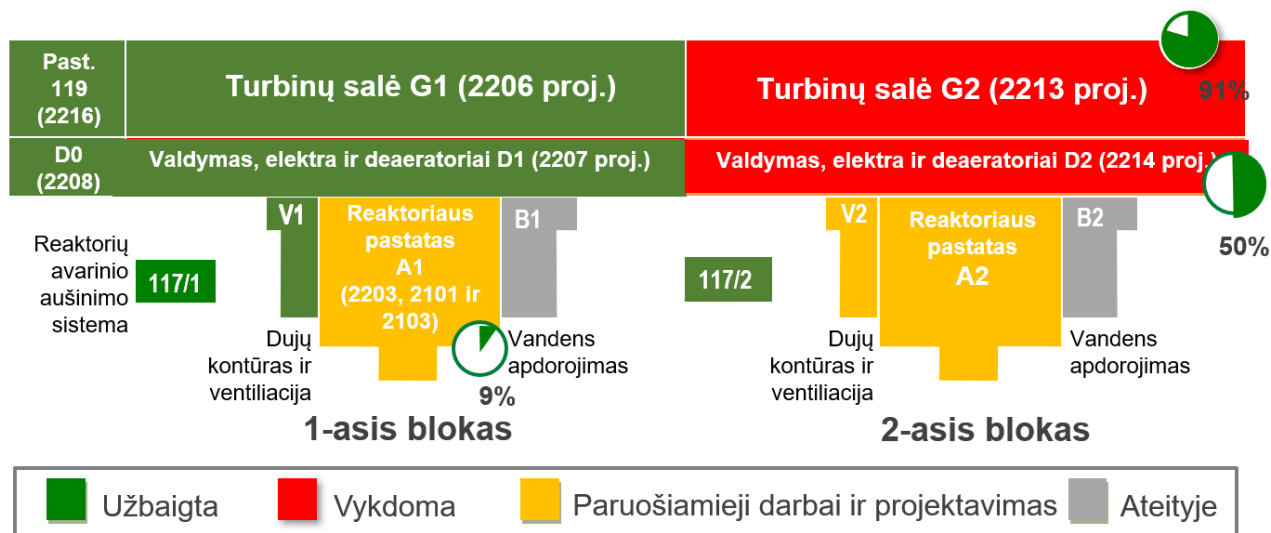 Past.
119
(2216)
Turbinų salė G1 (2206 proj.)
Turbinų salė G2 (2213 proj.)
91%
D0
(2208)
Valdymas, elektra ir deaeratoriai D1 (2207 proj.)
Valdymas, elektra ir deaeratoriai D2 (2214 proj.)
50%
Reaktorių
avarinio
aušinimo
sistema
117/1
V1
Reaktoriaus
pastatas
A1
(2203, 2101 ir
2103)
B1
Dujų
kontūras ir
ventiliacija
9%
Vandens
apdorojimas
1-asis blokas
117/2
V2
Reaktoriaus
pastatas
A2
B2
Dujų
kontūras ir
ventiliacija
Vandens
apdorojimas
2-asis blokas
Užbaigta
Vykdoma
Paruošiamieji darbai ir projektavimas
Ateityje